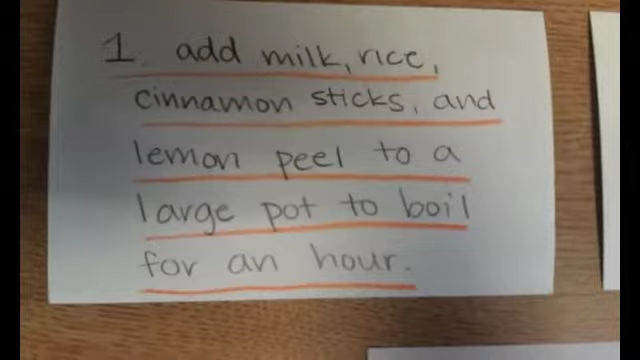 1. add milk, rice,
cinnamon sticks, and
lemon peel to a
large pot to boil
for an hour.